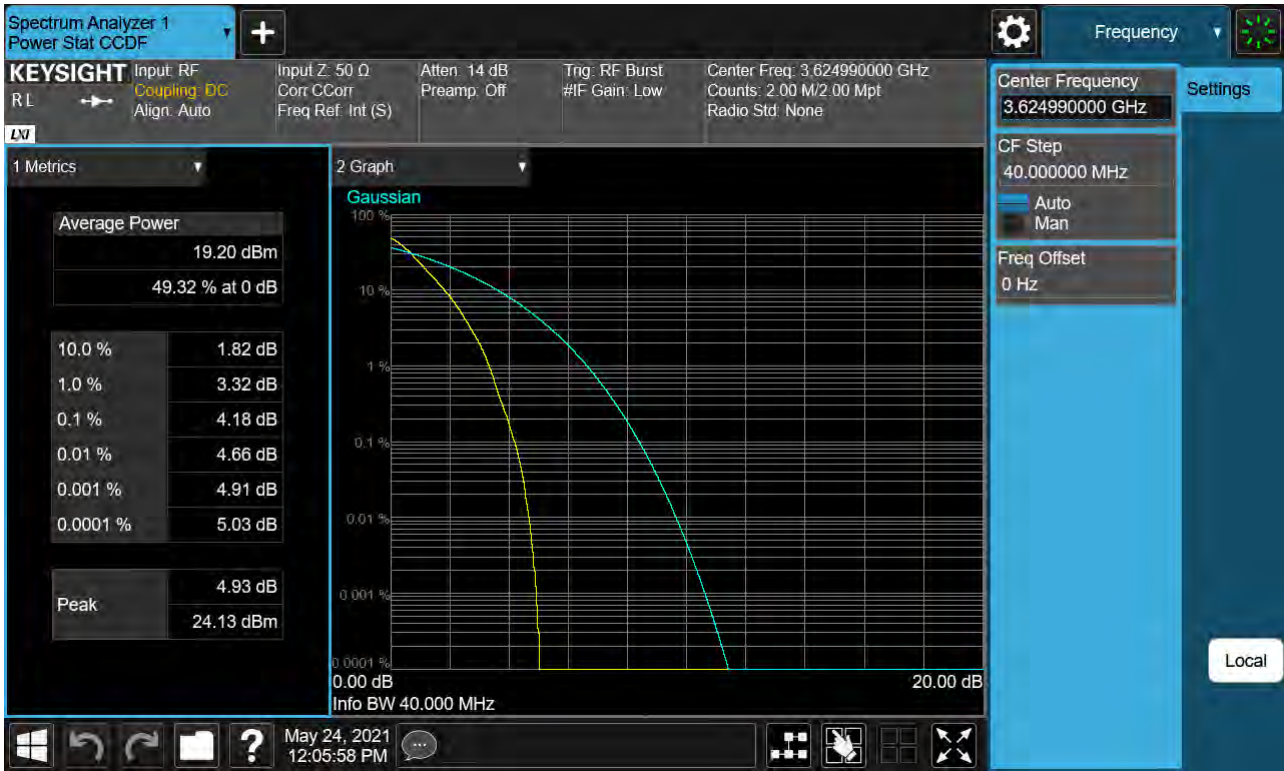 Spectrum Analyzer 1
Power Stat CCDF
Frequency
KEYSIGHT
R L
LXI
Input: RF
Coupling: DC
Align: Auto
Input Z: 50 Ω
Corr CCorr
Freq Ref: Int (S)
Atten: 14 dB
Preamp: Off
Trig: RF Burst
#IF Gain: Low
Center Freq: 3.624990000 GHz
Counts: 2.00 M/2.00 Mpt
Radio Std: None
Center Frequency
3.624990000 GHz
Settings
CF Step
40.000000 MHz
Auto
Man
Freq Offset
0 Hz
Local
1 Metrics
Average Power
19.20 dBm
49.32 % at 0 dB
10.0 % 1.82 dB
1.0 % 3.32 dB
0.1 % 4.18 dB
0.01 % 4.66 dB
0.001 % 4.91 dB
0.0001 % 5.03 dB
Peak
4.93 dB
24.13 dBm
2 Graph
Gaussian
100 %
10 %
1 %
0.1 %
0.01 %
0.001 %
0.0001 %
0.00 dB 20.00 dB
Info BW 40.000 MHz
?
May 24, 2021
12:05:58 PM